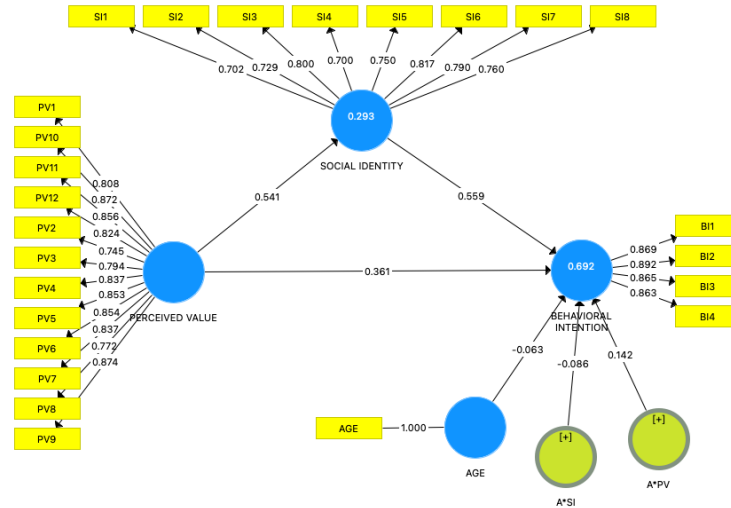 SI1 SI2 SI3 SI4 SI5 SI6 SI7 SI8
0.702 0.729 0.800 0.700 0.750 0.817 0.790 0.760
0.293
SOCIAL IDENTITY
PV1
PV10
PV11
PV12
PV2
PV3
PV4
PV5
PV6
PV7
PV8
PV9
0.808
0.872
0.856
0.824
0.745
0.794
0.837
0.853
0.854
0.837
0.772
0.874
PERCEIVED VALUE
0.541
0.559
0.361
0.692
BEHAVIORAL
INTENTION
0.869
0.892
0.865
0.863
BI1
BI2
BI3
BI4
-0.063
-0.086
0.142
AGE
1.000
AGE
[+]
A*SI
[+]
A*PV